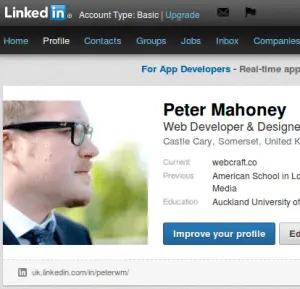 Linked in ® Account Type: Basic | Upgrade
Home Profile Contacts Groups Jobs Inbox Companies
For App Developers - Real-time app
Peter Mahoney
Web Developer & Designe
Castle Cary, Somerset, United K
Current webcraft.co
Previous American School in Lo
Media
Education Auckland University of
Improve your profile Ed
in uk.linkedin.com/in/peterwm/